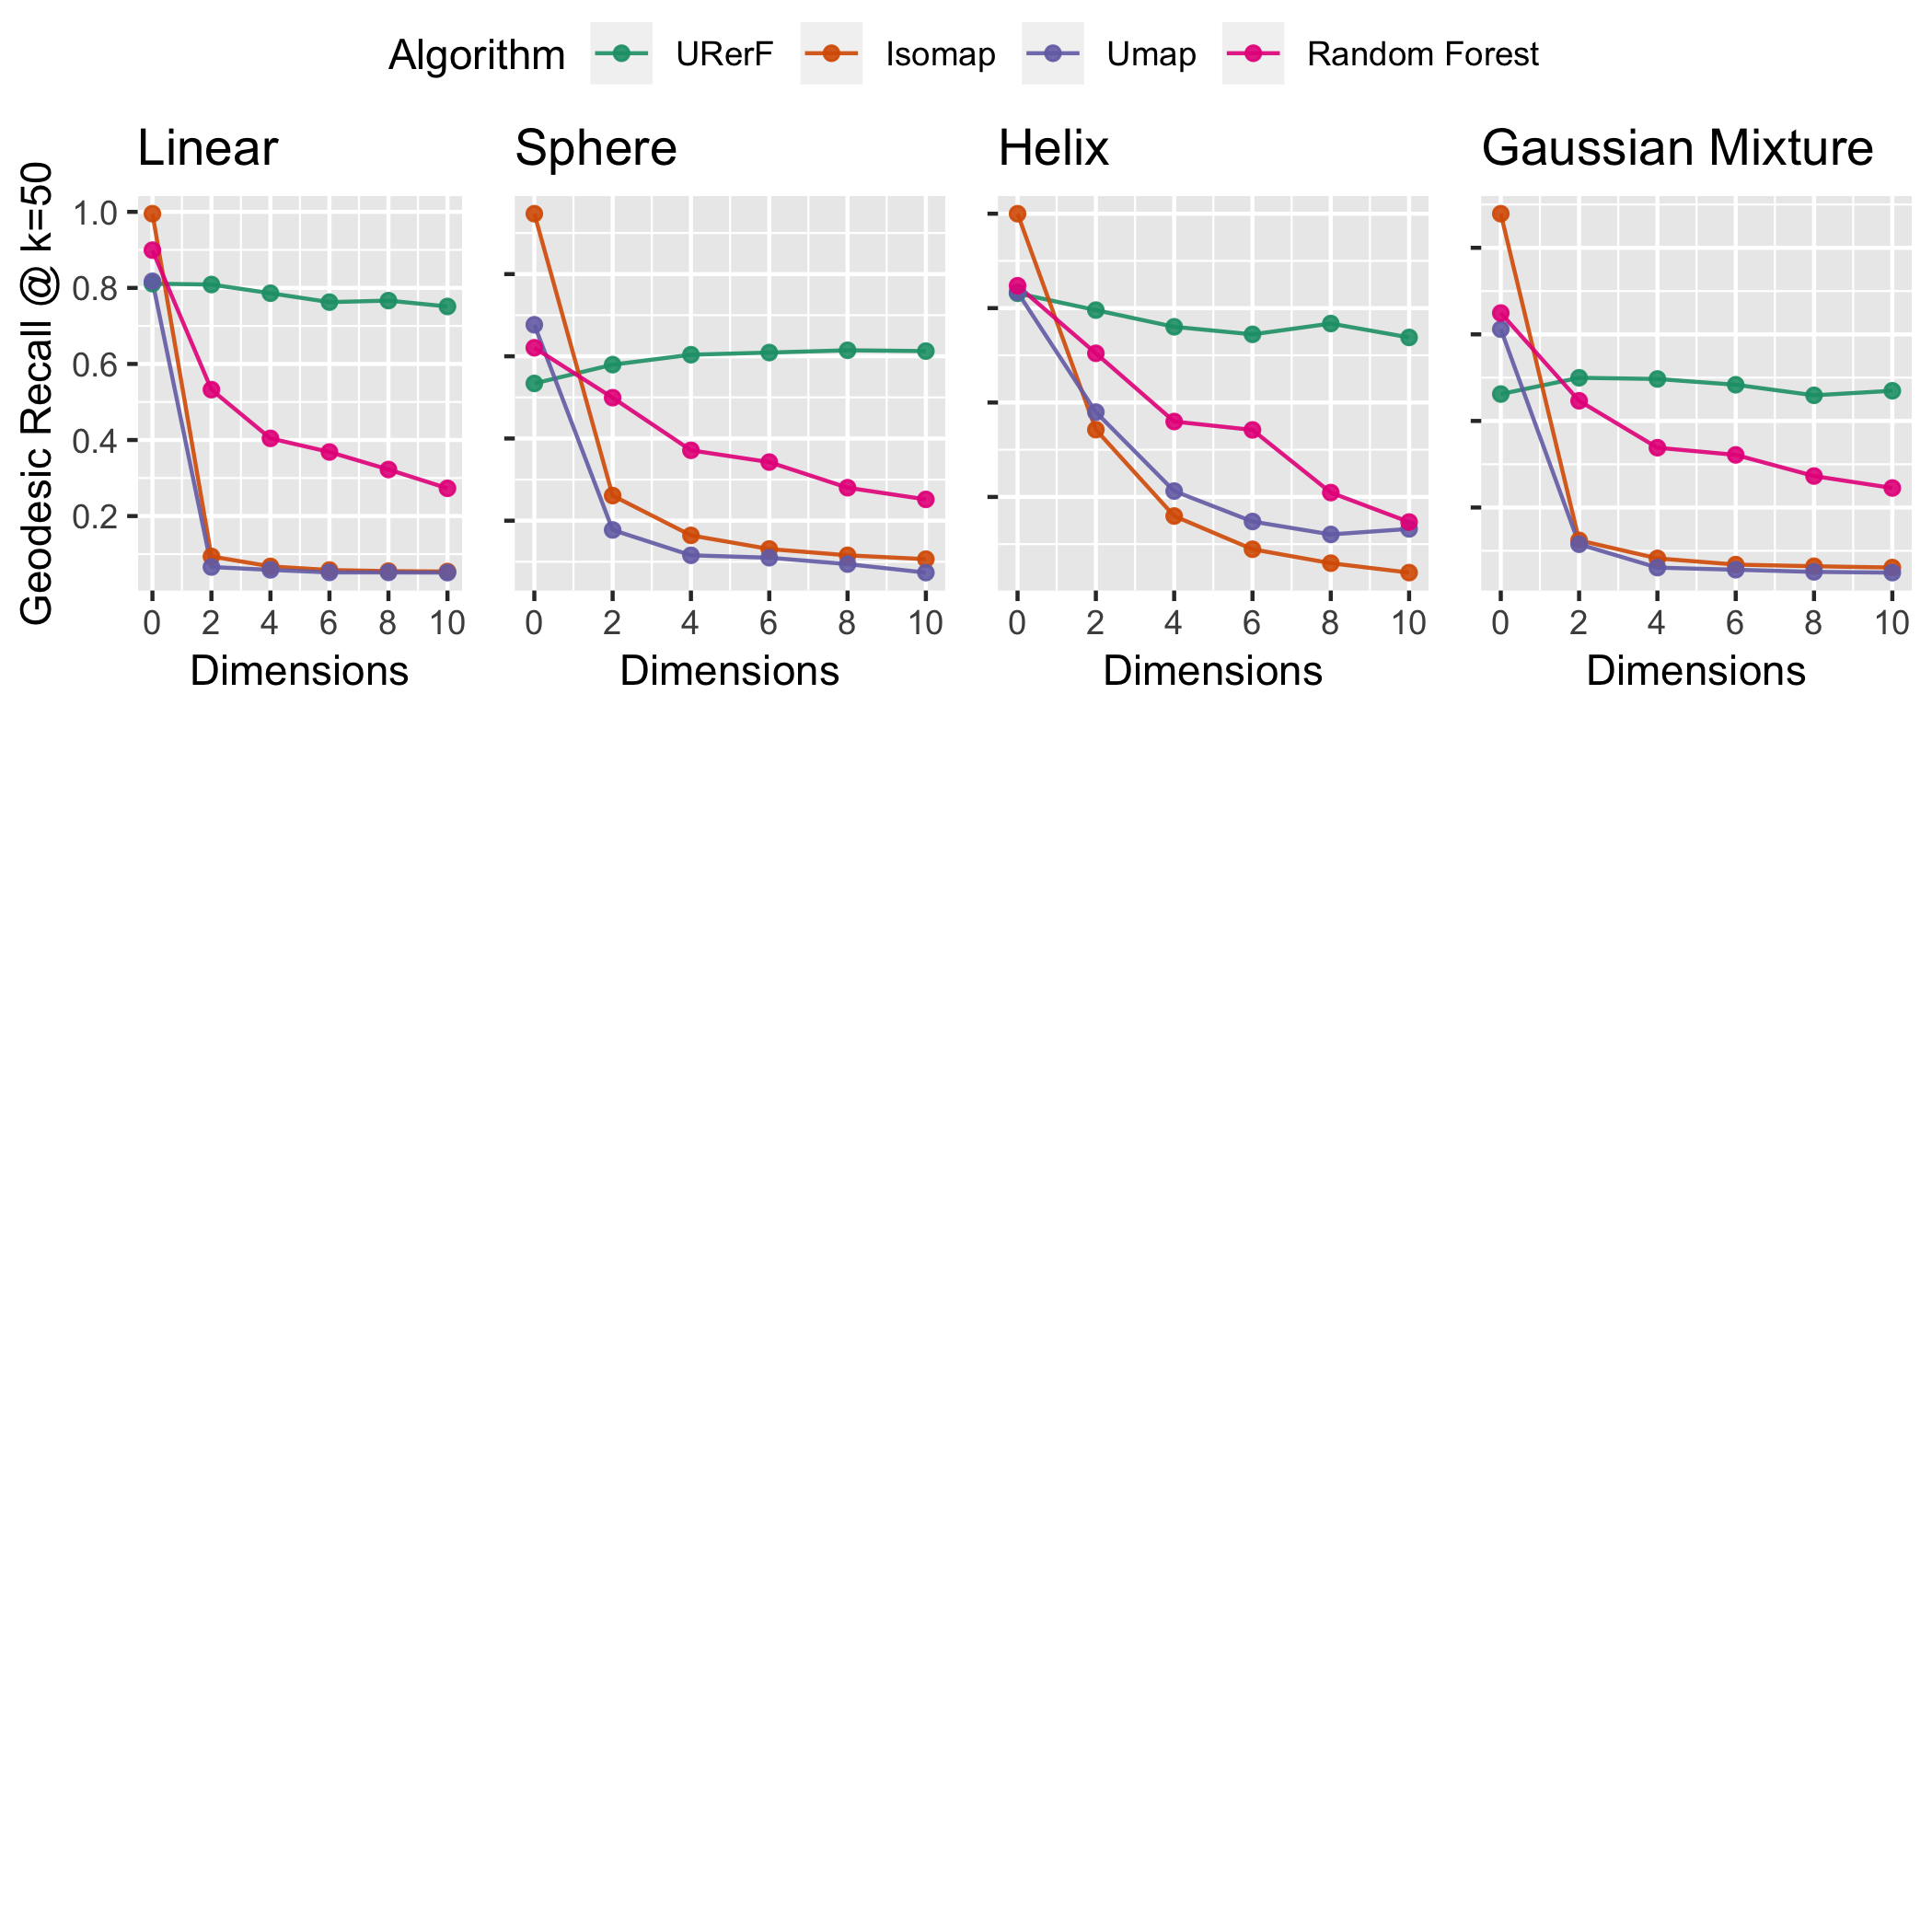 Algorithm URerF Isomap Umap Random Forest
Linear Sphere Helix Gaussian Mixture
Geodesic Recall @ k=50
1.0
0.8
0.6
0.4
0.2
0 2 4 6 8 10 0 2 4 6 8 10 0 2 4 6 8 10 0 2 4 6 8 10
Dimensions Dimensions Dimensions Dimensions